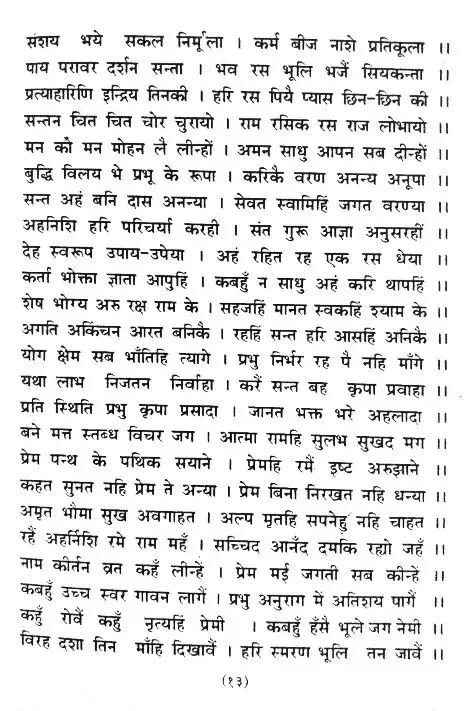 संशय भये सकल निर्मूला । कर्म बीज नाशे प्रतिकूला ।।
पाय परावर दर्शन सन्ता । भव रस भूलि भजैं सियकन्ता ।।
प्रत्याहारिणि इन्द्रिय तिनकी । हरि रस पियै प्यास छिन-छिन की ।।
सन्तन चित चित चोर चुरायो । राम रसिक रस राज लोभायो ।।
मन को मन मोहन लै लीन्हों । अमन साधु आपन सब दीन्हों ।।
बुद्धि विलय भे प्रभू के रूपा । करिकै वरण अनन्य अनूपा ।।
सन्त अहं बनि दास अनन्या । सेवत स्वामिहिं जगत वरण्या ।।
अहनिशि हरि परिचर्या करही । संत गुरू आज्ञा अनुसरहीं ।।
देह स्वरूप उपाय-उपेया । अहं रहित रह एक रस धेया ।।
कर्ता भोक्ता ज्ञाता आपुहिं । कबहुँ न साधु अहं करि थापहिं ।।
शेष भोग्य अरु रक्ष राम के । सहजहिं मानत स्वकहिं श्याम के ।।
अगति अकिंचन आरत बनिकै । रहहिं सन्त हरि आसहिं अनिकै ।।
योग क्षेम सब भाँतिहि त्यागे । प्रभु निर्भर रह पै नहि माँगे ।।
यथा लाभ निजतन निर्वाहा । करैं सन्त बह कृपा प्रवाहा ।।
प्रति स्थिति प्रभु कृपा प्रसादा । जानत भक्त भरे अहलादा ।।
बने मत्त स्तब्ध विचर जग । आत्मा रामहि सुलभ सुखद मग ।।
प्रेम पन्थ के पथिक सयाने । प्रेमहि रमैं इष्ट अरुझाने ।।
कहत सुनत नहि प्रेम ते अन्या । प्रेम बिना निरखत नहि धन्या ।।
अमृत भौमा सुख अवगाहत । अल्प मृतहि सपनेहुँ नहि चाहत ।।
रहैं अहर्निशि रमे राम महँ । सच्चिद आनँद दमकि रह्यो जहँ ।।
नाम कीर्तन व्रत कहँ लीन्हें । प्रेम मई जगती सब कीन्हें ।।
कबहुँ उच्च स्वर गावन लागैं । प्रभु अनुराग में अतिशय पागैं ।।
कहुँ रोवैं कहुँ नृत्यहिं प्रेमी । कबहुँ हँसै भूले जग नेमी ।।
विरह दशा तिन माँहि दिखावैं । हरि स्मरण भूलि तन जावैं ।।
(१३)